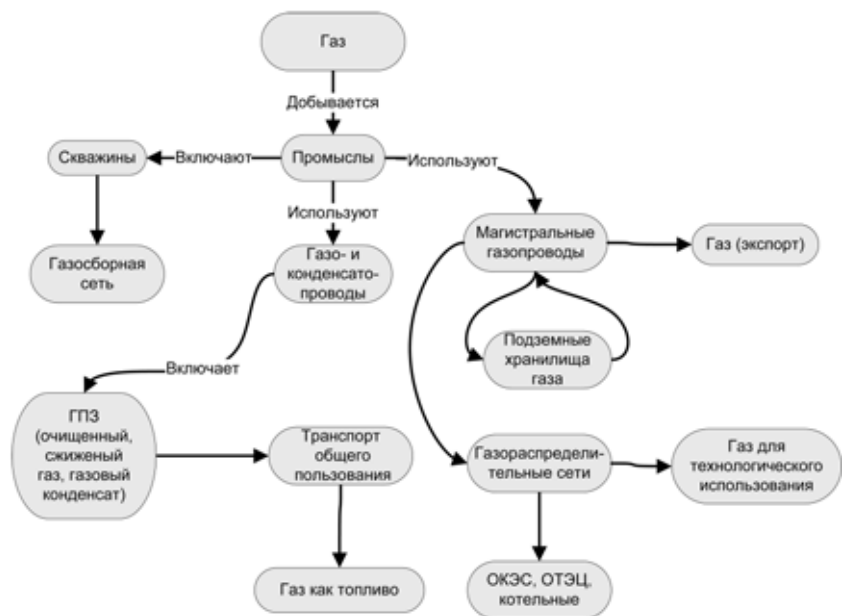 Газ
Добывается
Скважины
Включают
Промыслы
Используют
Используют
Газосборная
сеть
Газо- и
конденсато-
проводы
Магистральные
газопроводы
Газ (экспорт)
Подземные
хранилища
газа
Включает
ГПЗ
(очищенный,
сжиженый
газ, газовый
конденсат)
Транспорт
общего
пользования
Газораспредели-
тельные сети
Газ для
технологического
использования
Газ как топливо
ОКЭС, ОТЭЦ,
котельные